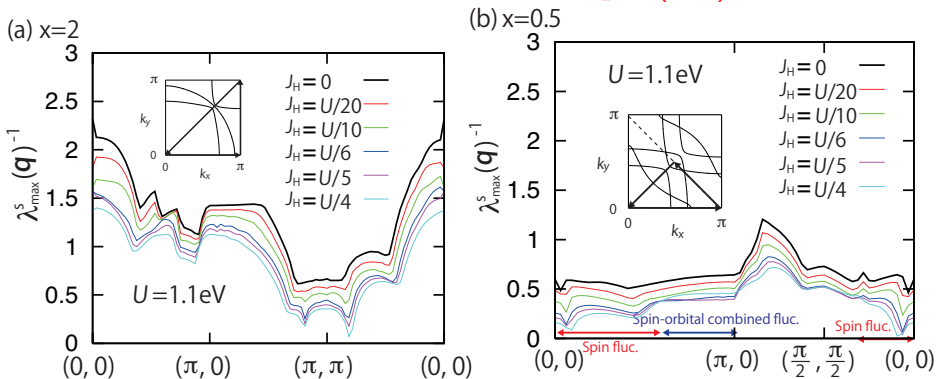 (a) x=2
λˢₘₐₓ(q)⁻¹
3
2.5
2
1.5
1
0.5
0
π
k_y
0
0
k_x
π
J_H = 0
J_H = U/20
J_H = U/10
J_H = U/6
J_H = U/5
J_H = U/4
U = 1.1eV
(0, 0)
(π, 0)
(π, π)
(0, 0)
(b) x=0.5
λˢₘₐₓ(q)⁻¹
3
2.5
2
1.5
1
0.5
0
U = 1.1eV
π
k_y
0
0
k_x
π
J_H = 0
J_H = U/20
J_H = U/10
J_H = U/6
J_H = U/5
J_H = U/4
Spin-orbital combined fluc.
Spin fluc.
Spin fluc.
(0, 0)
(π, 0)
(π/2, π/2)
(0, 0)